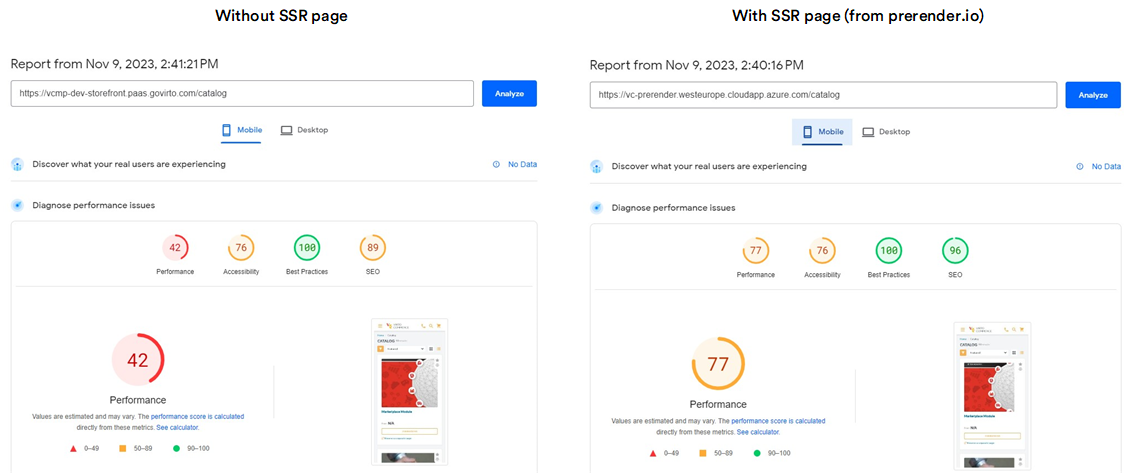 Without SSR page
Report from Nov 9, 2023, 2:41:21 PM
https://vcmp-dev-storefront.paas.govirto.com/catalog
Analyze
Mobile
Desktop
Discover what your real users are experiencing
No Data
Diagnose performance issues
42
76
100
89
Performance
Accessibility
Best Practices
SEO
42
Performance
Values are estimated and may vary. The performance score is calculated
directly from these metrics. See calculator.
0–49
50–89
90–100
CATALOG
Marketplace Module
N/A
With SSR page (from prerender.io)
Report from Nov 9, 2023, 2:40:16 PM
https://vc-prerender.westeurope.cloudapp.azure.com/catalog
Analyze
Mobile
Desktop
Discover what your real users are experiencing
No Data
Diagnose performance issues
77
76
100
96
Performance
Accessibility
Best Practices
SEO
77
Performance
Values are estimated and may vary. The performance score is calculated
directly from these metrics. See calculator.
0–49
50–89
90–100
CATALOG
Marketplace Module
N/A